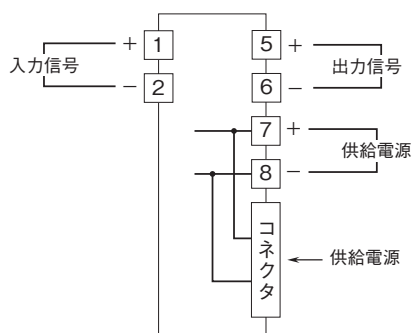 + 1
入力信号
− 2
5 +
出力信号
6 −
7 +
供給電源
8 −
コネクタ
供給電源